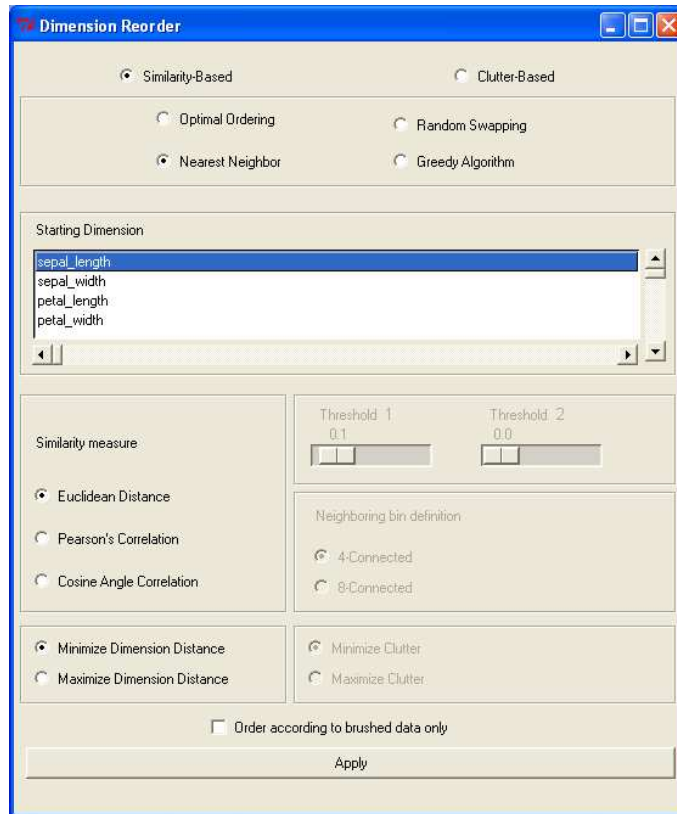 Dimension Reorder
Similarity-Based Clutter-Based
Optimal Ordering Random Swapping
Nearest Neighbor Greedy Algorithm
Starting Dimension
sepal_length
sepal_width
petal_length
petal_width
Threshold 1 Threshold 2
0.1 0.0
Similarity measure
Euclidean Distance
Pearson's Correlation
Cosine Angle Correlation
Neighboring bin definition
4-Connected
8-Connected
Minimize Dimension Distance Minimize Clutter
Maximize Dimension Distance Maximize Clutter
Order according to brushed data only
Apply